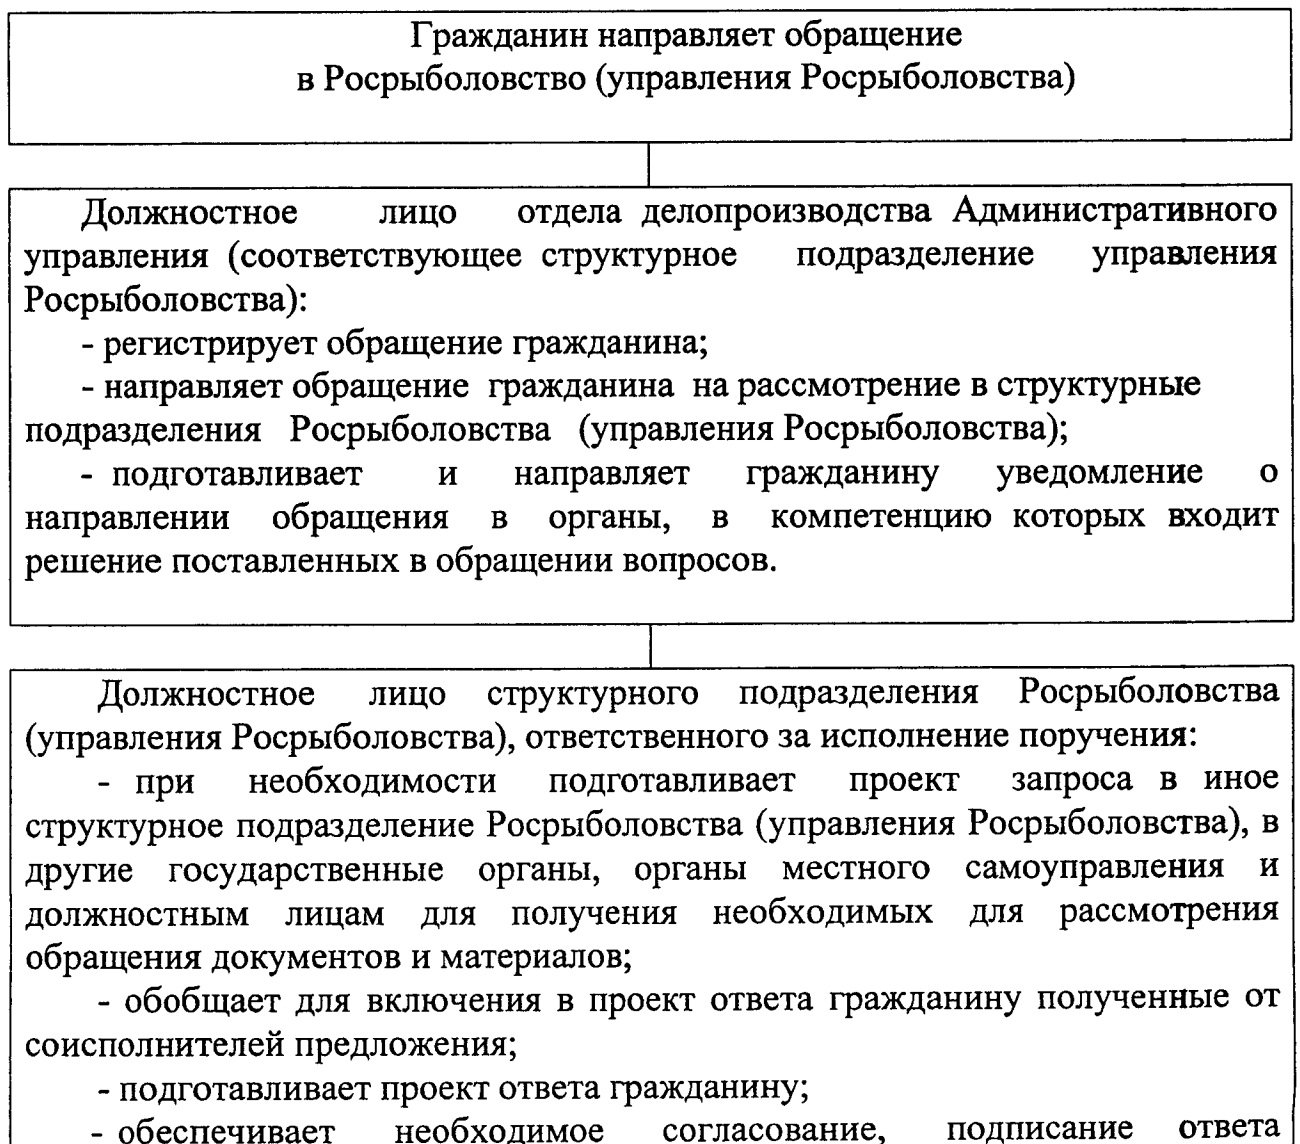 Гражданин направляет обращение
в Росрыболовство (управления Росрыболовства)
Должностное лицо отдела делопроизводства Административного
управления (соответствующее структурное подразделение управления
Росрыболовства):
- регистрирует обращение гражданина;
- направляет обращение гражданина на рассмотрение в структурные
подразделения Росрыболовства (управления Росрыболовства);
- подготавливает и направляет гражданину уведомление о
направлении обращения в органы, в компетенцию которых входит
решение поставленных в обращении вопросов.
Должностное лицо структурного подразделения Росрыболовства
(управления Росрыболовства), ответственного за исполнение поручения:
- при необходимости подготавливает проект запроса в иное
структурное подразделение Росрыболовства (управления Росрыболовства), в
другие государственные органы, органы местного самоуправления и
должностным лицам для получения необходимых для рассмотрения
обращения документов и материалов;
- обобщает для включения в проект ответа гражданину полученные от
соисполнителей предложения;
- подготавливает проект ответа гражданину;
- обеспечивает необходимое согласование, подписание ответа